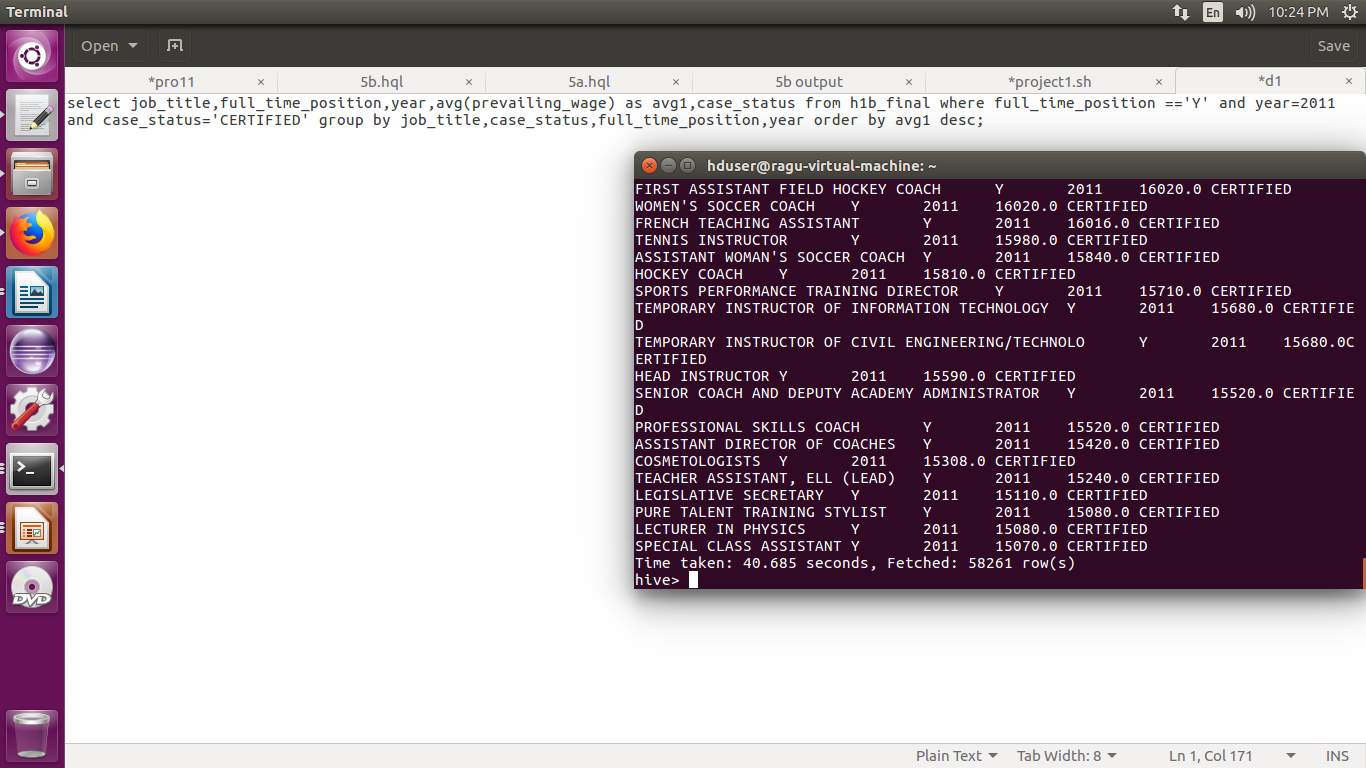 Terminal
En
10:24 PM
Open
Save
*pro11 × 5b.hql × 5a.hql × 5b output × *project1.sh × *d1 ×
select job_title,full_time_position,year,avg(prevailing_wage) as avg1,case_status from h1b_final where full_time_position =='Y' and year=2011
and case_status='CERTIFIED' group by job_title,case_status,full_time_position,year order by avg1 desc;
hduser@ragu-virtual-machine: ~
FIRST ASSISTANT FIELD HOCKEY COACH Y 2011 16020.0 CERTIFIED
WOMEN'S SOCCER COACH Y 2011 16020.0 CERTIFIED
FRENCH TEACHING ASSISTANT Y 2011 16016.0 CERTIFIED
TENNIS INSTRUCTOR Y 2011 15980.0 CERTIFIED
ASSISTANT WOMAN'S SOCCER COACH Y 2011 15840.0 CERTIFIED
HOCKEY COACH Y 2011 15810.0 CERTIFIED
SPORTS PERFORMANCE TRAINING DIRECTOR Y 2011 15710.0 CERTIFIED
TEMPORARY INSTRUCTOR OF INFORMATION TECHNOLOGY Y 2011 15680.0 CERTIFIE
D
TEMPORARY INSTRUCTOR OF CIVIL ENGINEERING/TECHNOLO Y 2011 15680.0C
ERTIFIED
HEAD INSTRUCTOR Y 2011 15590.0 CERTIFIED
SENIOR COACH AND DEPUTY ACADEMY ADMINISTRATOR Y 2011 15520.0 CERTIFIE
D
PROFESSIONAL SKILLS COACH Y 2011 15520.0 CERTIFIED
ASSISTANT DIRECTOR OF COACHES Y 2011 15420.0 CERTIFIED
COSMETOLOGISTS Y 2011 15308.0 CERTIFIED
TEACHER ASSISTANT, ELL (LEAD) Y 2011 15240.0 CERTIFIED
LEGISLATIVE SECRETARY Y 2011 15110.0 CERTIFIED
PURE TALENT TRAINING STYLIST Y 2011 15080.0 CERTIFIED
LECTURER IN PHYSICS Y 2011 15080.0 CERTIFIED
SPECIAL CLASS ASSISTANT Y 2011 15070.0 CERTIFIED
Time taken: 40.685 seconds, Fetched: 58261 row(s)
hive>
DVD
Plain Text Tab Width: 8 Ln 1, Col 171 INS